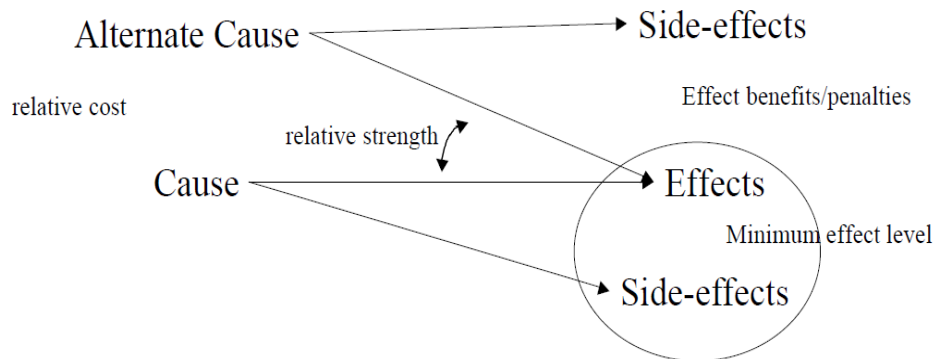 Alternate Cause
Side-effects
relative cost
Effect benefits/penalties
relative strength
Cause
Effects
Minimum effect level
Side-effects